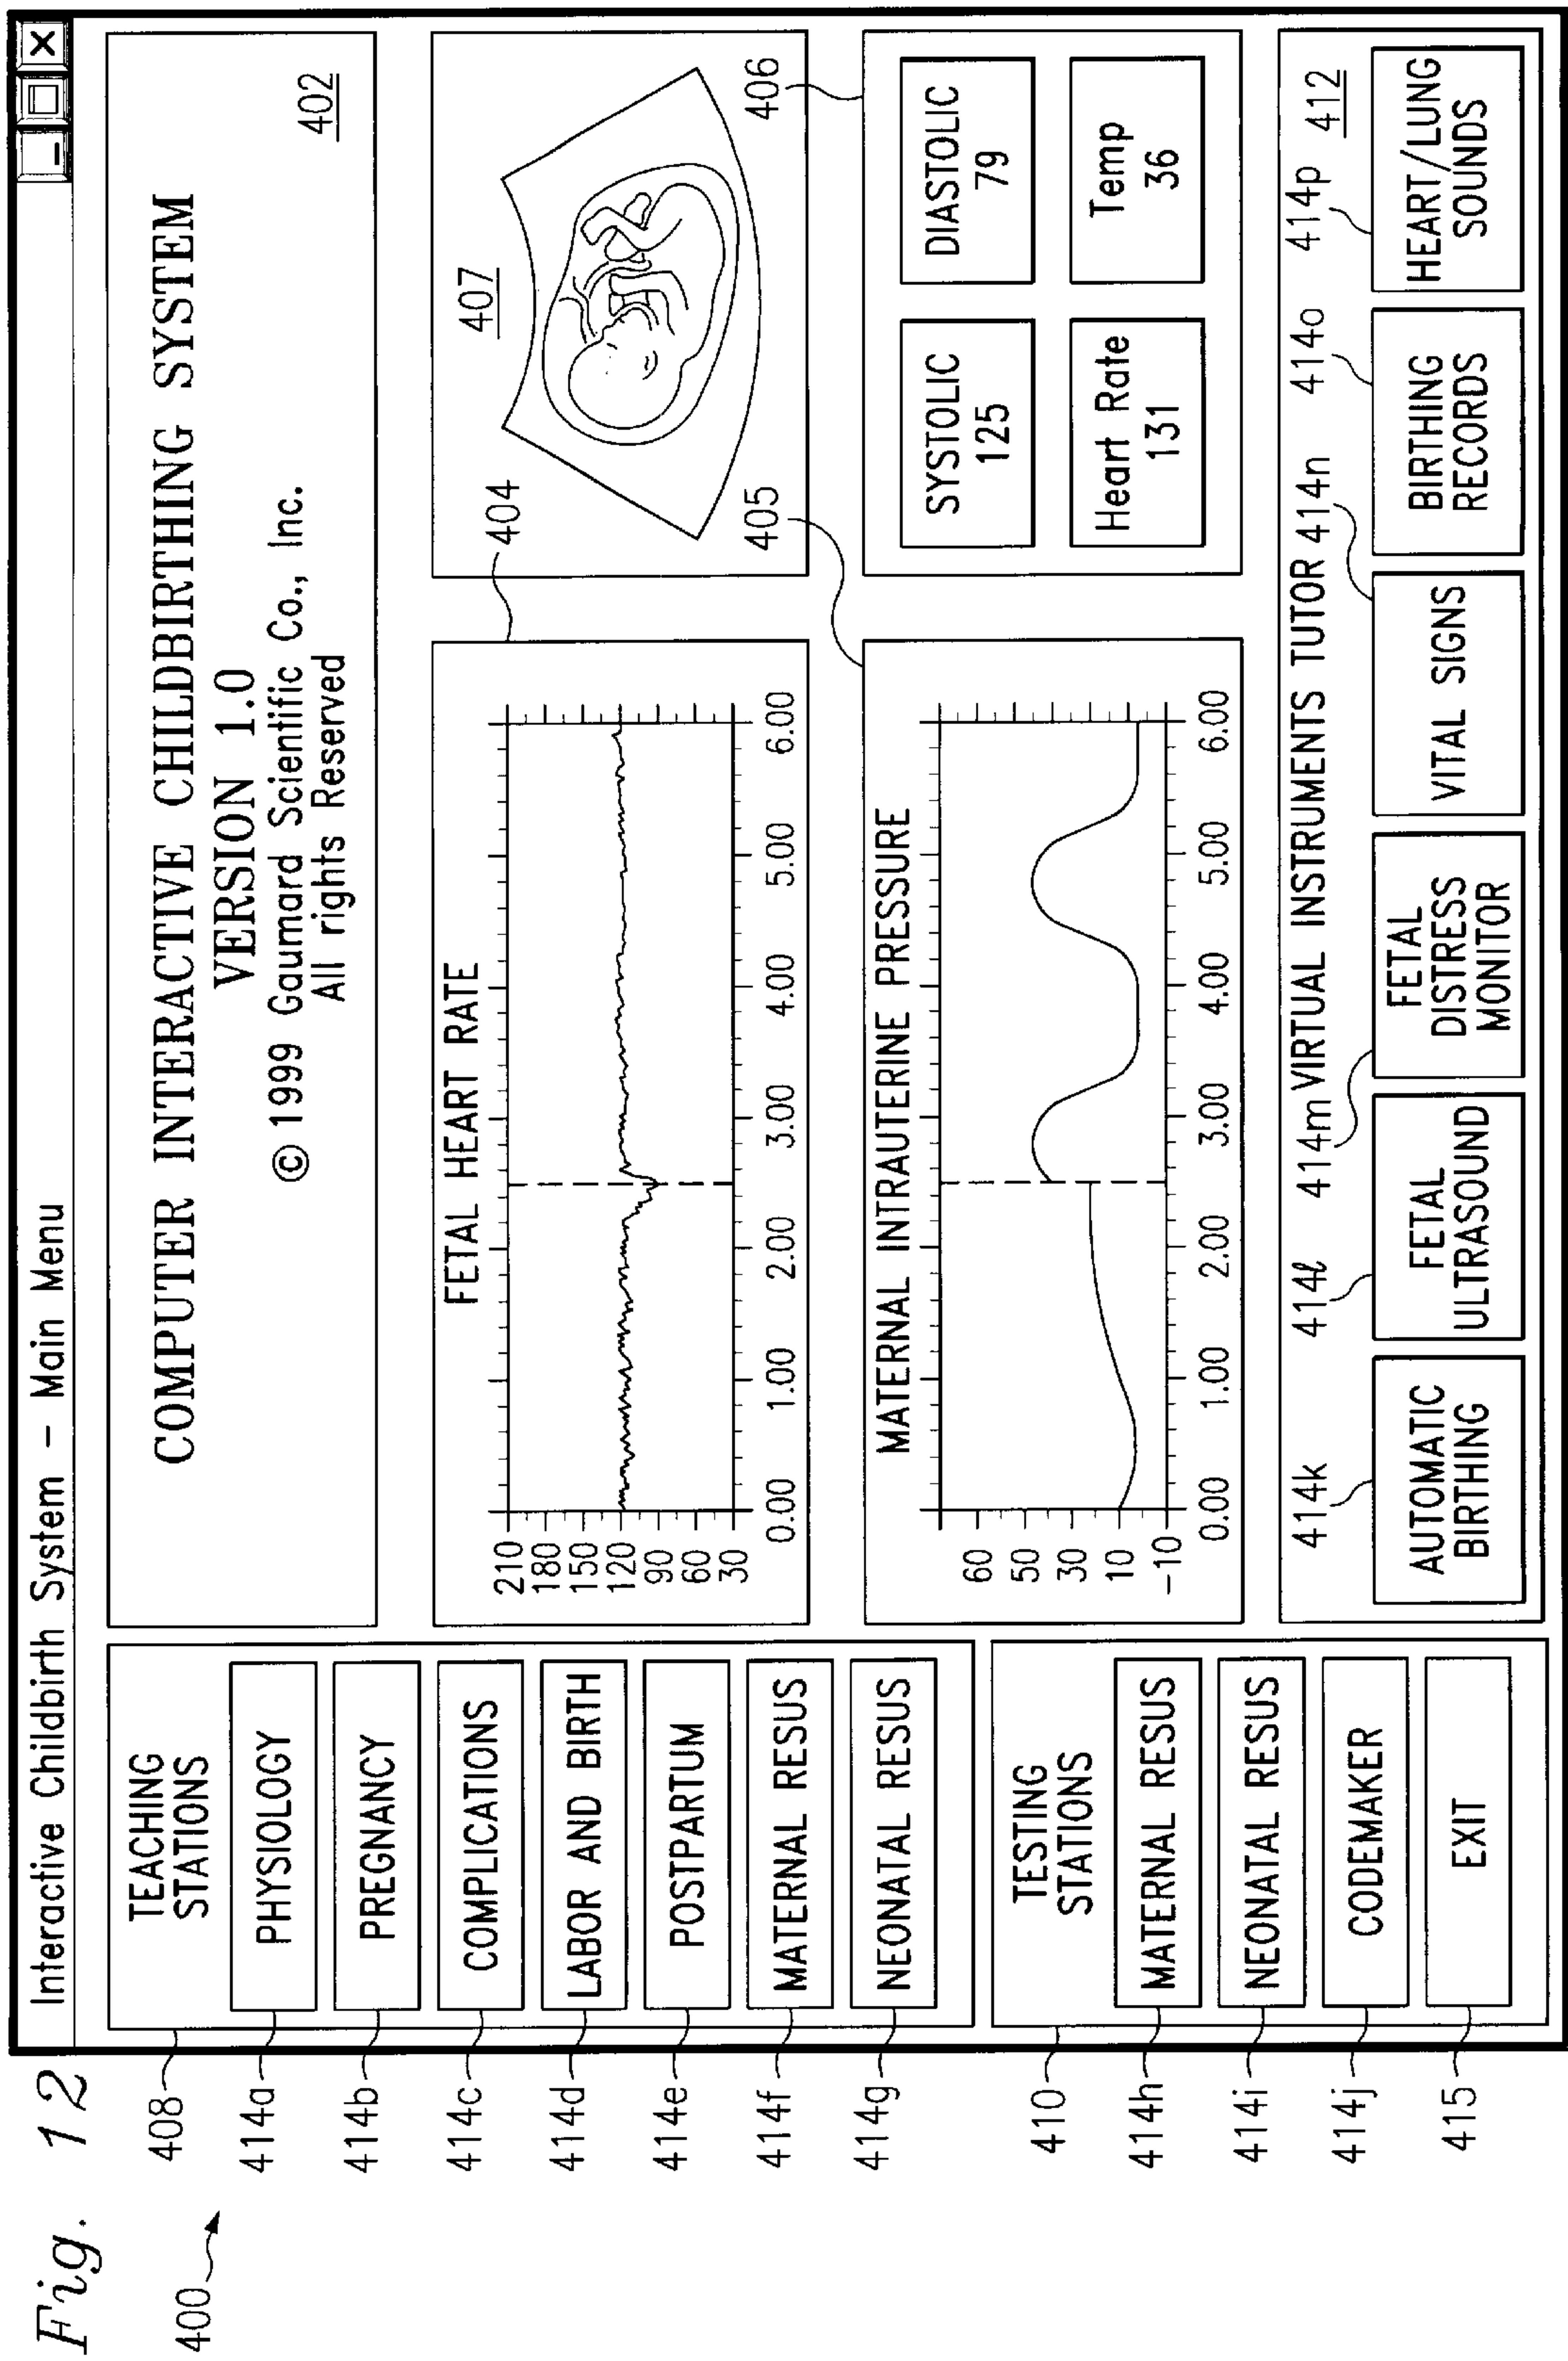 Fig. 12
400
Interactive Childbirth System – Main Menu
408
TEACHING
STATIONS
414a
PHYSIOLOGY
414b
PREGNANCY
414c
COMPLICATIONS
414d
LABOR AND BIRTH
414e
POSTPARTUM
414f
MATERNAL RESUS
414g
NEONATAL RESUS
410
TESTING
STATIONS
414h
MATERNAL RESUS
414i
NEONATAL RESUS
414j
CODEMAKER
415
EXIT
COMPUTER INTERACTIVE CHILDBIRTHING SYSTEM
VERSION 1.0
© 1999 Gaumard Scientific Co., Inc.
All rights Reserved
402
FETAL HEART RATE
404
210
180
150
120
90
60
30
0.00 1.00 2.00 3.00 4.00 5.00 6.00
407
MATERNAL INTRAUTERINE PRESSURE
405
60
50
30
10
-10
0.00 1.00 2.00 3.00 4.00 5.00 6.00
406
SYSTOLIC
125
DIASTOLIC
79
Heart Rate
131
Temp
36
VIRTUAL INSTRUMENTS TUTOR
412
414k
AUTOMATIC
BIRTHING
414l
FETAL
ULTRASOUND
414m
FETAL
DISTRESS
MONITOR
414n
VITAL SIGNS
414o
BIRTHING
RECORDS
414p
HEART/LUNG
SOUNDS